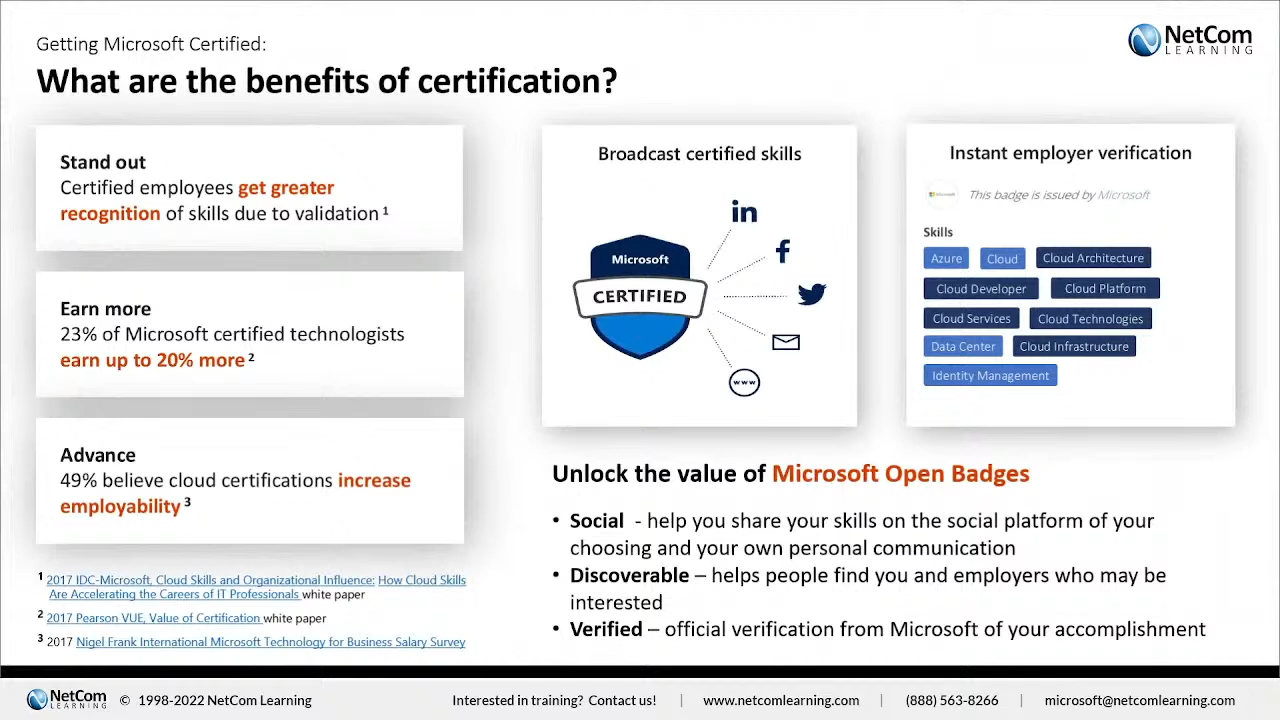 Getting Microsoft Certified:
What are the benefits of certification?
NetCom
LEARNING
Stand out
Certified employees get greater
recognition of skills due to validation 1
Earn more
23% of Microsoft certified technologists
earn up to 20% more 2
Advance
49% believe cloud certifications increase
employability 3
1 2017 IDC-Microsoft, Cloud Skills and Organizational Influence: How Cloud Skills
Are Accelerating the Careers of IT Professionals white paper
2 2017 Pearson VUE, Value of Certification white paper
3 2017 Nigel Frank International Microsoft Technology for Business Salary Survey
Broadcast certified skills
in
f
Microsoft
CERTIFIED
www
Instant employer verification
Microsoft
This badge is issued by Microsoft
Skills
Azure Cloud Cloud Architecture
Cloud Developer Cloud Platform
Cloud Services Cloud Technologies
Data Center Cloud Infrastructure
Identity Management
Unlock the value of Microsoft Open Badges
• Social - help you share your skills on the social platform of your
choosing and your own personal communication
• Discoverable – helps people find you and employers who may be
interested
• Verified – official verification from Microsoft of your accomplishment
NetCom
LEARNING
© 1998-2022 NetCom Learning
Interested in training? Contact us! | www.netcomlearning.com | (888) 563-8266 | microsoft@netcomlearning.com